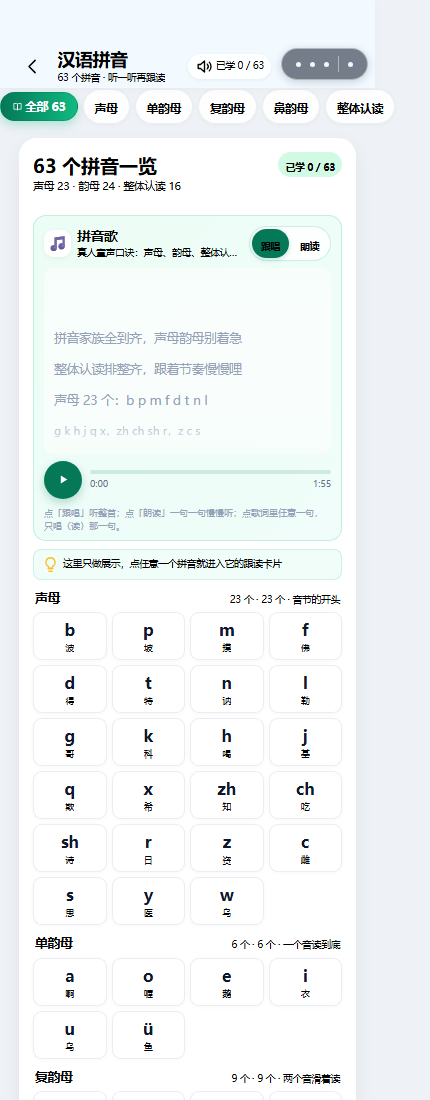 汉语拼音
63 个拼音 · 听一听再跟读
已学 0 / 63
全部 63
声母
单韵母
复韵母
鼻韵母
整体认读
63 个拼音一览
声母 23 · 韵母 24 · 整体认读 16
已学 0 / 63
拼音歌
真人童声口诀：声母、韵母、整体认...
跟唱
朗读
拼音家族全到齐，声母韵母别着急
整体认读排整齐，跟着节奏慢慢哩
声母 23 个：b p m f d t n l
g k h j q x，zh ch sh r，z c s
0:00
1:55
点「跟唱」听整首；点「朗读」一句一句慢慢听；点歌词里任意一句，
只唱（读）那一句。
这里只做展示，点任意一个拼音就进入它的跟读卡片
声母
23 个 · 23 个 · 音节的开头
b
波
p
坡
m
摸
f
佛
d
得
t
特
n
讷
l
勒
g
哥
k
科
h
喝
j
基
q
欺
x
希
zh
知
ch
吃
sh
诗
r
日
z
资
c
雌
s
思
y
医
w
乌
单韵母
6 个 · 6 个 · 一个音读到底
a
啊
o
喔
e
鹅
i
衣
u
乌
ü
鱼
复韵母
9 个 · 9 个 · 两个音滑着读